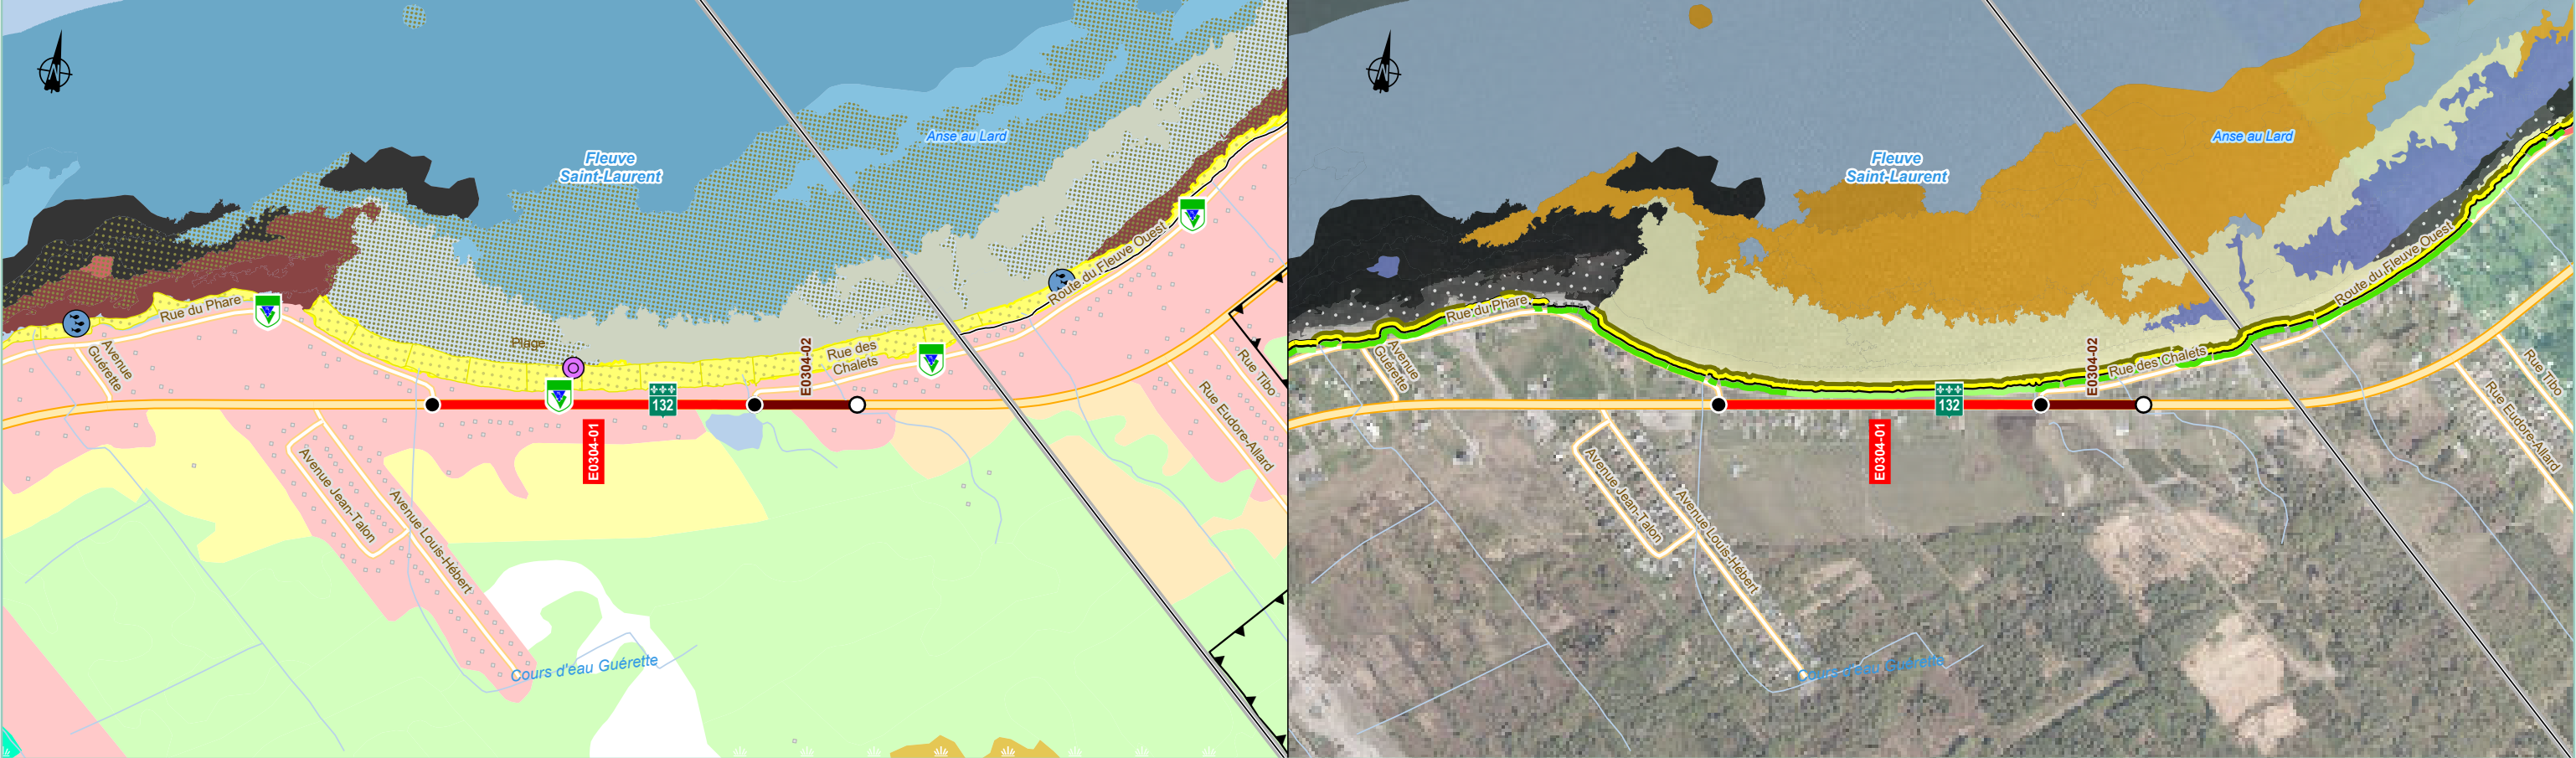 N
Fleuve
Saint-Laurent
Anse au Lard
Rue du Phare
Avenue
Guérette
Plage
Route du Fleuve Ouest
Rue des
Chalets
E0304-02
132
E0304-01
Rue Tibo
Rue Eudore-Allard
Avenue Jean-Talon
Avenue Louis-Hébert
Cours d'eau Guérette
N
Fleuve
Saint-Laurent
Anse au Lard
Rue du Phare
Avenue
Guérette
Route du Fleuve Ouest
Rue des Chalets
E0304-02
132
E0304-01
Rue Tibo
Rue Eudore-Allard
Avenue Jean-Talon
Avenue Louis-Hébert
Cours d'eau Guérette